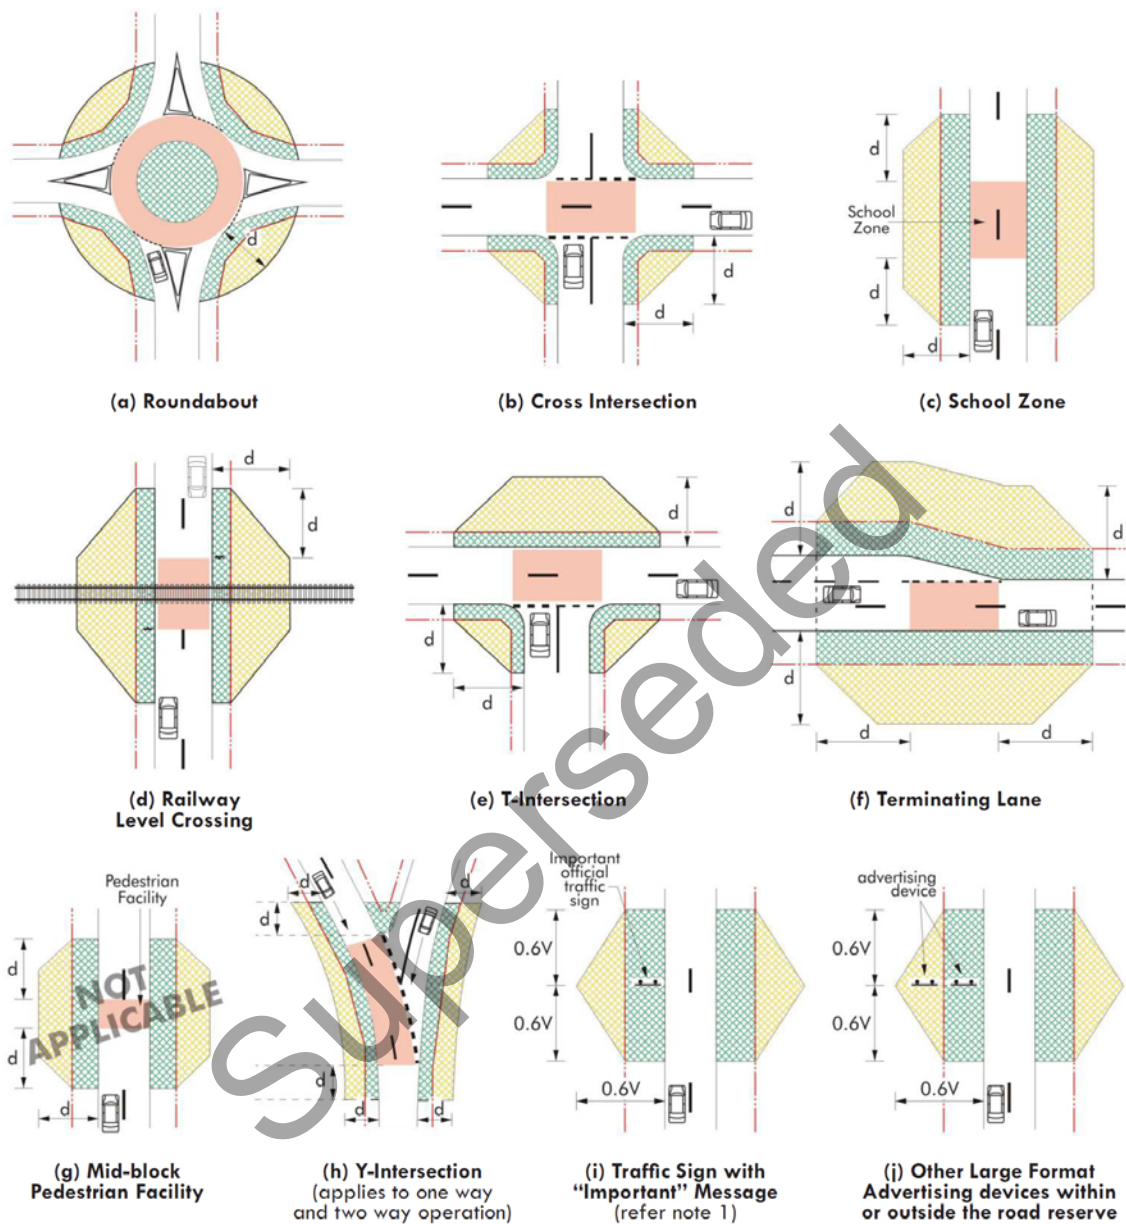 d
(a) Roundabout
d
d
(b) Cross Intersection
d
School
Zone
d
d
(c) School Zone
d
d
(d) Railway
Level Crossing
d
d
d
(e) T-Intersection
d
d
d
d
d
(f) Terminating Lane
Pedestrian
Facility
d
d
d
NOT
APPLICABLE
(g) Mid-block
Pedestrian Facility
d
d
d
d
d
d
(h) Y-Intersection
(applies to one way
and two way operation)
Important
official
traffic
sign
0.6V
0.6V
0.6V
(i) Traffic Sign with
“Important” Message
(refer note 1)
advertising
device
0.6V
0.6V
0.6V
(j) Other Large Format
Advertising devices within
or outside the road reserve
Superseded